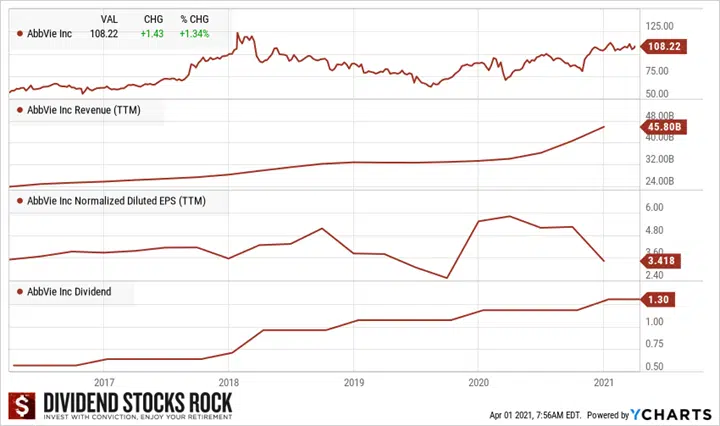 VAL CHG % CHG
AbbVie Inc 108.22 +1.43 +1.34%
125.00
108.22
75.00
50.00
AbbVie Inc Revenue (TTM)
48.00B
45.80B
40.00B
32.00B
24.00B
AbbVie Inc Normalized Diluted EPS (TTM)
6.00
4.80
3.60
3.418
2.40
AbbVie Inc Dividend
1.30
1.00
0.75
0.50
2017 2018 2019 2020 2021
$ DIVIDEND STOCKS ROCK
INVEST WITH CONVICTION, ENJOY YOUR RETIREMENT
Apr 01 2021, 7:56AM EDT. Powered by YCHARTS